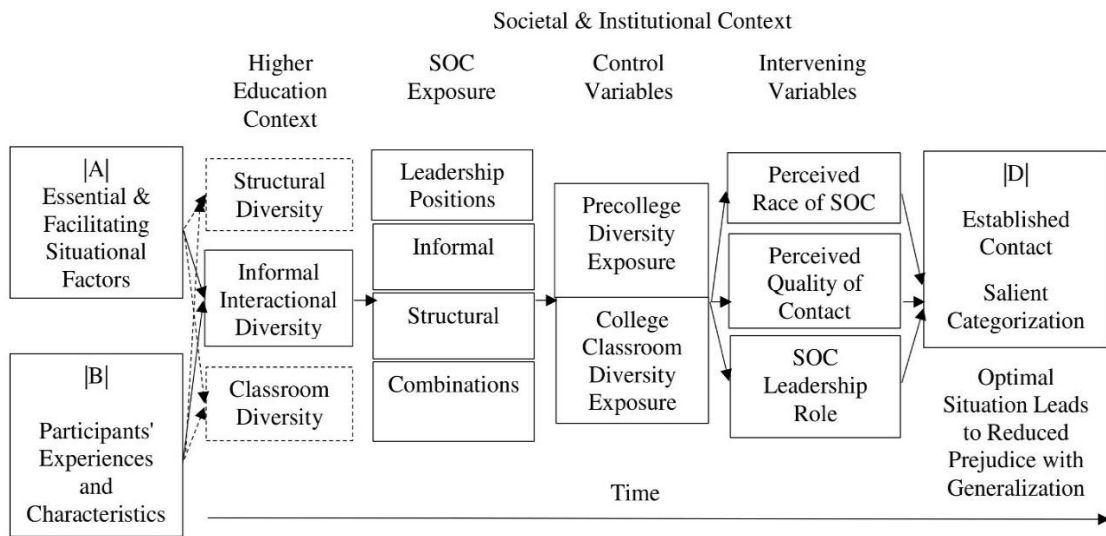 Societal & Institutional Context
Higher
Education
Context
SOC
Exposure
Control
Variables
Intervening
Variables
|A|
Essential &
Facilitating
Situational
Factors
|B|
Participants'
Experiences
and
Characteristics
Structural
Diversity
Informal
Interactional
Diversity
Classroom
Diversity
Leadership
Positions
Informal
Structural
Combinations
Precollege
Diversity
Exposure
College
Classroom
Diversity
Exposure
Perceived
Race of SOC
Perceived
Quality of
Contact
SOC
Leadership
Role
|D|
Established
Contact
Salient
Categorization
Optimal
Situation Leads
to Reduced
Prejudice with
Generalization
Time